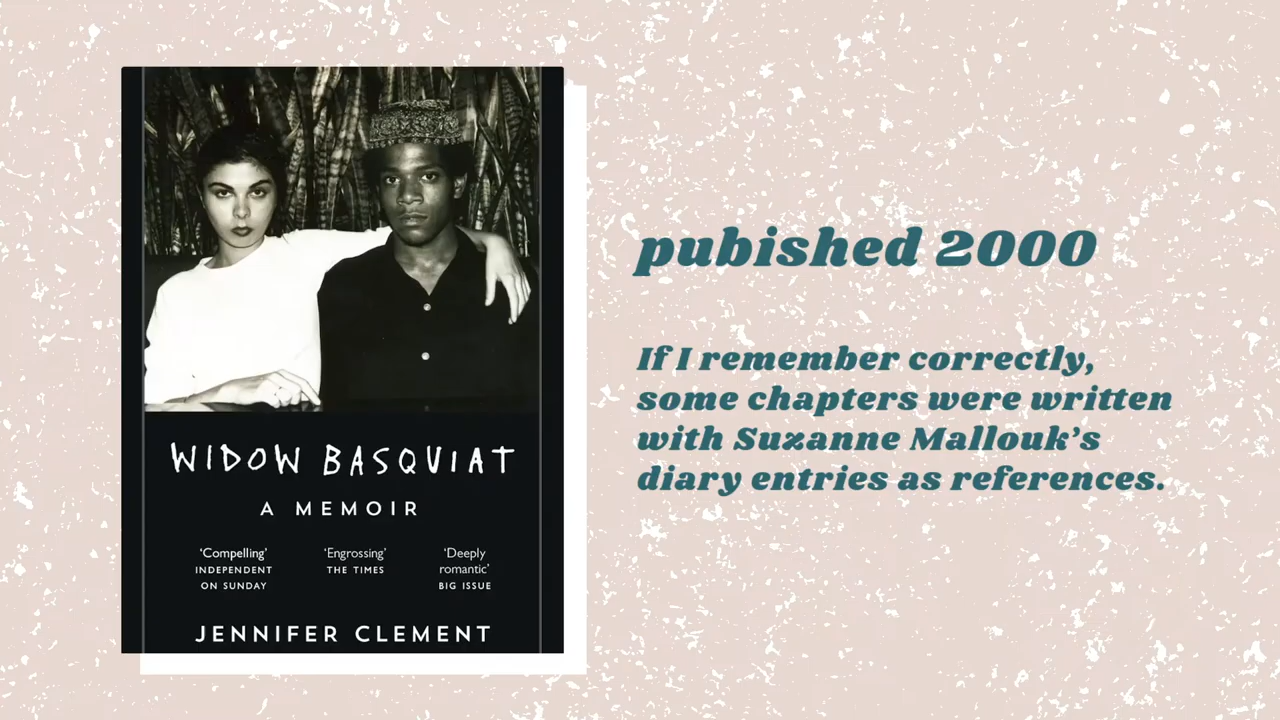 WIDOW BASQUIAT
A MEMOIR
‘Compelling’
INDEPENDENT
ON SUNDAY
‘Engrossing’
THE TIMES
‘Deeply
romantic’
BIG ISSUE
JENNIFER CLEMENT
pubished 2000
If I remember correctly,
some chapters were written
with Suzanne Mallouk’s
diary entries as references.